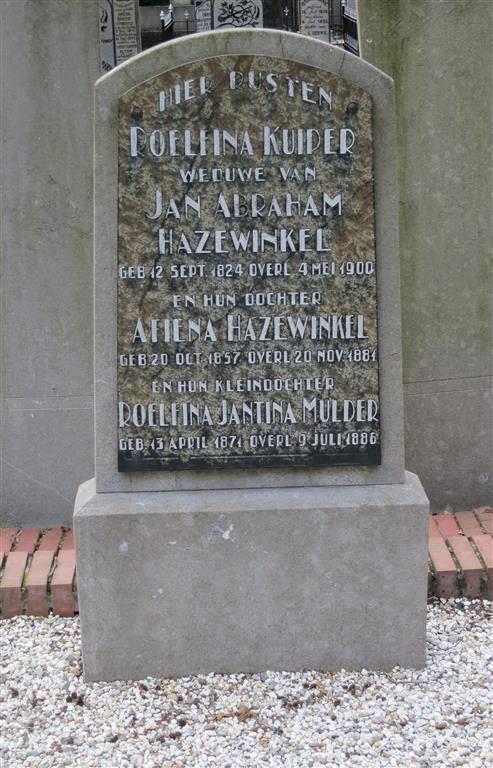 HIER RUSTEN
ROELFINA KUIPER
WEDUWE VAN
JAN ABRAHAM
HAZEWINKEL
GEB 12 SEPT. 1824 OVERL 4 MEI 1900
EN HUN DOCHTER
AFIENA HAZEWINKEL
GEB 20 OCT. 1857 OVERL 20 NOV. 1881
EN HUN KLEINDOCHTER
ROELFINA JANTINA MULDER
GEB 13 APRIL 1871 OVERL 9 JULI 1886